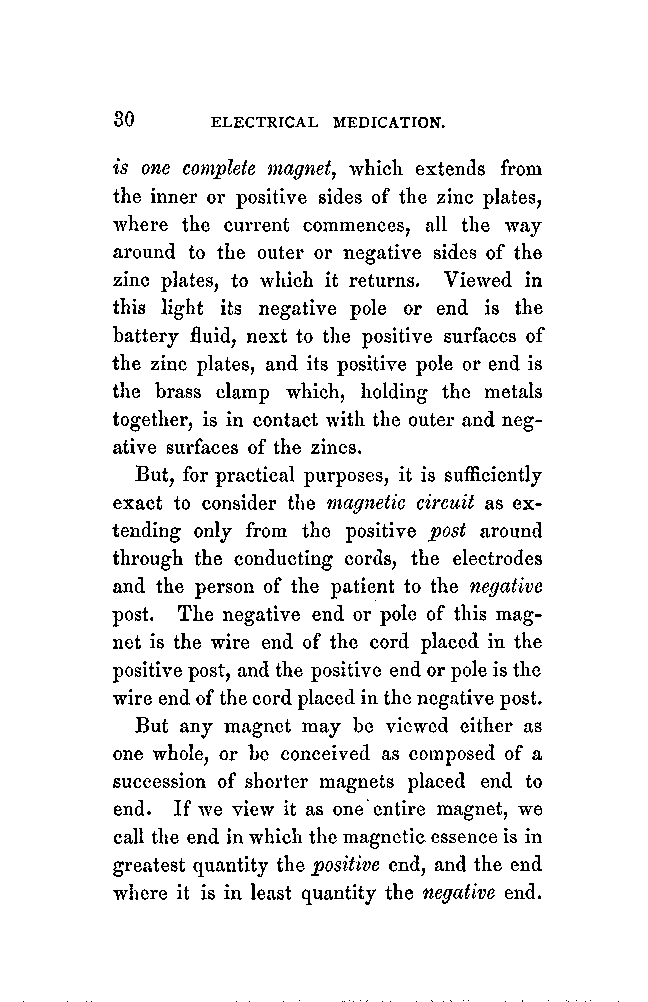 30 ELECTRICAL MEDICATION.
is one complete magnet, which extends from
the inner or positive sides of the zinc plates,
where the current commences, all the way
around to the outer or negative sides of the
zinc plates, to which it returns. Viewed in
this light its negative pole or end is the
battery fluid, next to the positive surfaces of
the zinc plates, and its positive pole or end is
the brass clamp which, holding the metals
together, is in contact with the outer and neg-
ative surfaces of the zincs.
But, for practical purposes, it is sufficiently
exact to consider the magnetic circuit as ex-
tending only from the positive post around
through the conducting cords, the electrodes
and the person of the patient to the negative
post. The negative end or pole of this mag-
net is the wire end of the cord placed in the
positive post, and the positive end or pole is the
wire end of the cord placed in the negative post.
But any magnet may be viewed either as
one whole, or be conceived as composed of a
succession of shorter magnets placed end to
end. If we view it as one entire magnet, we
call the end in which the magnetic essence is in
greatest quantity the positive end, and the end
where it is in least quantity the negative end.